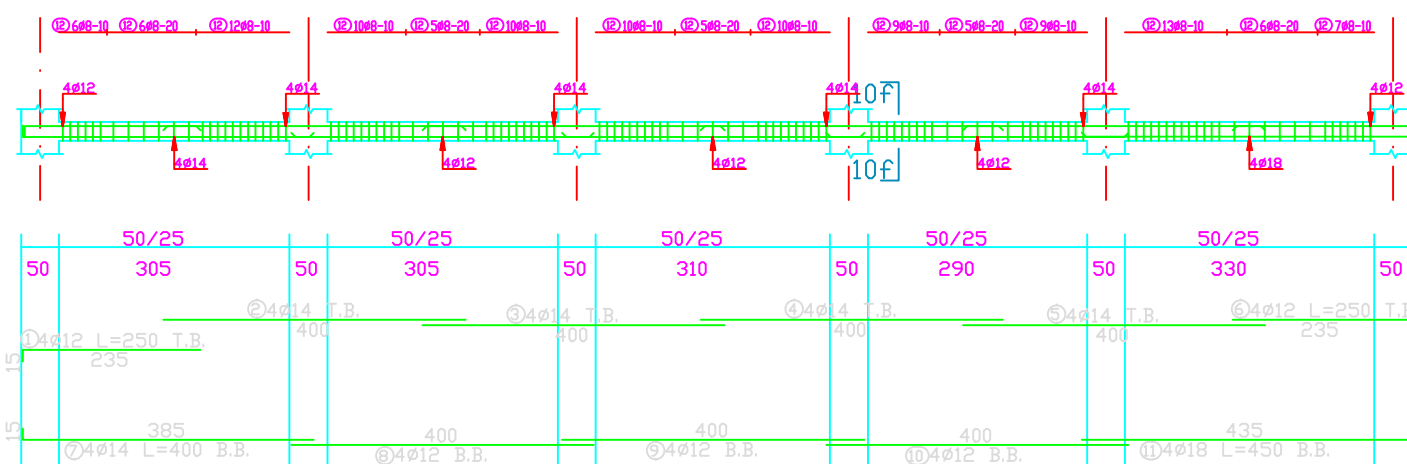 ⑫6ø8-10 ⑫6ø8-20 ⑫12ø8-10 ⑫10ø8-10 ⑫5ø8-20 ⑫10ø8-10 ⑫10ø8-10 ⑫5ø8-20 ⑫10ø8-10 ⑫9ø8-10 ⑫5ø8-20 ⑫9ø8-10 ⑫13ø8-10 ⑫6ø8-20 ⑫7ø8-10
4ø12 4ø14 4ø14 4ø14 4ø14 4ø12
10f
4ø14 4ø12 4ø12 4ø12 4ø18
10f
50/25 50/25 50/25 50/25 50/25
50 305 50 305 50 310 50 290 50 330 50
②4ø14 T.B. ③4ø14 T.B. ④4ø14 T.B. ⑤4ø14 T.B. ⑥4ø12 L=250 T.B
400 400 400 400 235
①4ø12 L=250 T.B.
15 235
15 385 400 400 400 435
⑦4ø14 L=400 B.B. ⑧4ø12 B.B. ⑨4ø12 B.B. ⑩4ø12 B.B. ⑪4ø18 L=450 B.B.